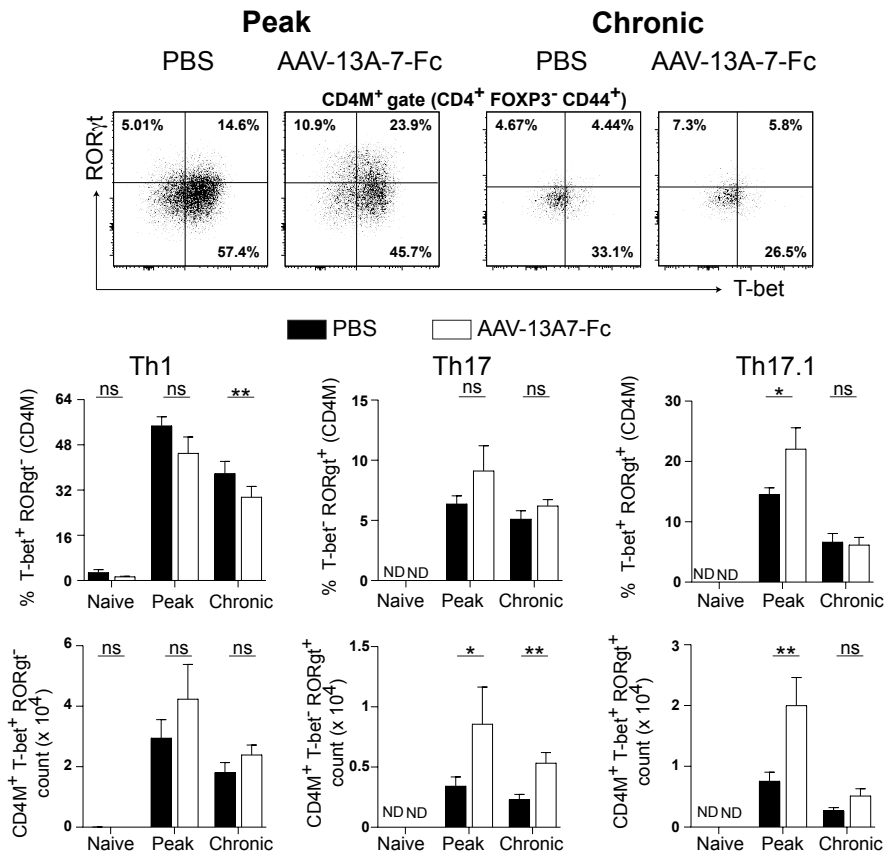 Peak Chronic
PBS AAV-13A-7-Fc PBS AAV-13A-7-Fc
CD4M+ gate (CD4+ FOXP3- CD44+)
RORγt
5.01% 14.6% 10.9% 23.9% 4.67% 4.44% 7.3% 5.8%
57.4% 45.7% 33.1% 26.5%
T-bet
PBS AAV-13A7-Fc
Th1 Th17 Th17.1
% T-bet+ RORgt- (CD4M)
64
48
32
16
0
ns ns **
Naive Peak Chronic
% T-bet- RORgt+ (CD4M)
15
10
5
0
ND ND ns ns
Naive Peak Chronic
% T-bet+ RORgt+ (CD4M)
30
20
10
0
ND ND * ns
Naive Peak Chronic
CD4M+ T-bet+ RORgt-
count (x 10^4)
6
4
2
0
ns ns ns
Naive Peak Chronic
CD4M+ T-bet- RORgt+
count (x 10^4)
1.5
1
0.5
0
ND ND * **
Naive Peak Chronic
CD4M+ T-bet+ RORgt+
count (x 10^4)
3
2
1
0
ND ND ** ns
Naive Peak Chronic